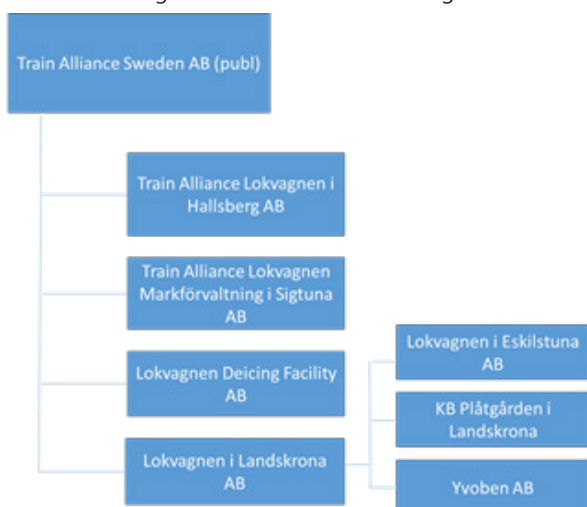 Train Alliance Sweden AB (publ)
Train Alliance Lokvagnen i
Hallsberg AB
Train Alliance Lokvagnen
Markförvaltning i Sigtuna
AB
Lokvagnen Deicing Facility
AB
Lokvagnen i Landskrona
AB
Lokvagnen i Eskilstuna
AB
KB Plåtgården i
Landskrona
Yvoben AB